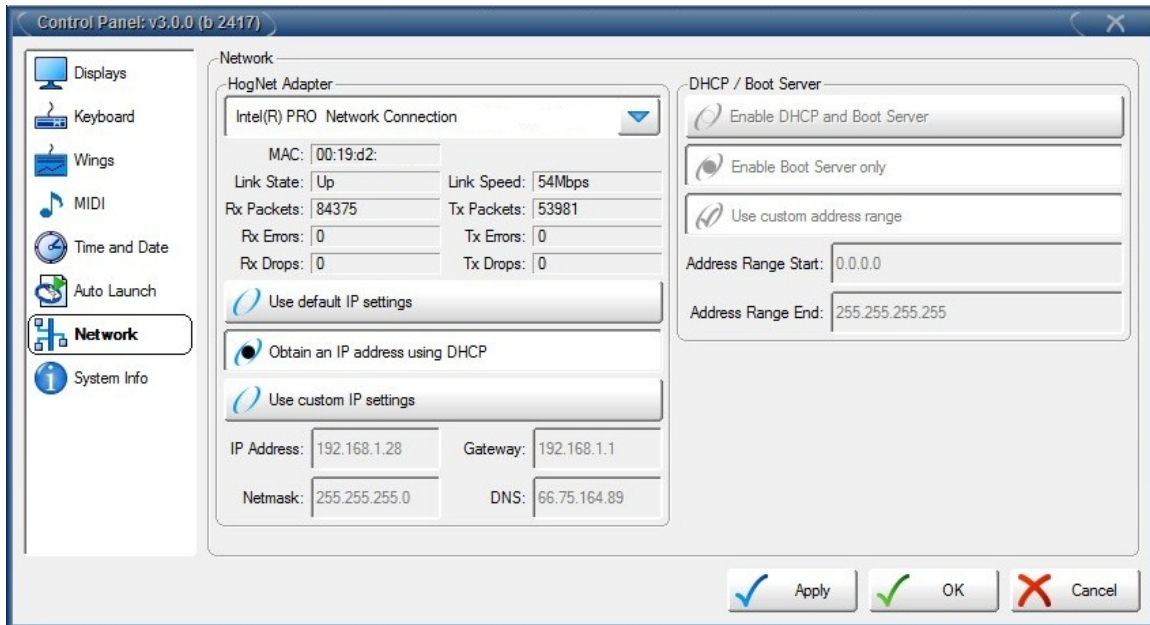 Control Panel: v3.0.0 (b 2417)
Displays
Keyboard
Wings
MIDI
Time and Date
Auto Launch
Network
System Info
Network
HogNet Adapter
Intel(R) PRO Network Connection
MAC: 00:19:d2:
Link State: Up Link Speed: 54Mbps
Rx Packets: 84375 Tx Packets: 53981
Rx Errors: 0 Tx Errors: 0
Rx Drops: 0 Tx Drops: 0
Use default IP settings
Obtain an IP address using DHCP
Use custom IP settings
IP Address: 192.168.1.28 Gateway: 192.168.1.1
Netmask: 255.255.255.0 DNS: 66.75.164.89
DHCP / Boot Server
Enable DHCP and Boot Server
Enable Boot Server only
Use custom address range
Address Range Start: 0.0.0.0
Address Range End: 255.255.255.255
Apply OK Cancel